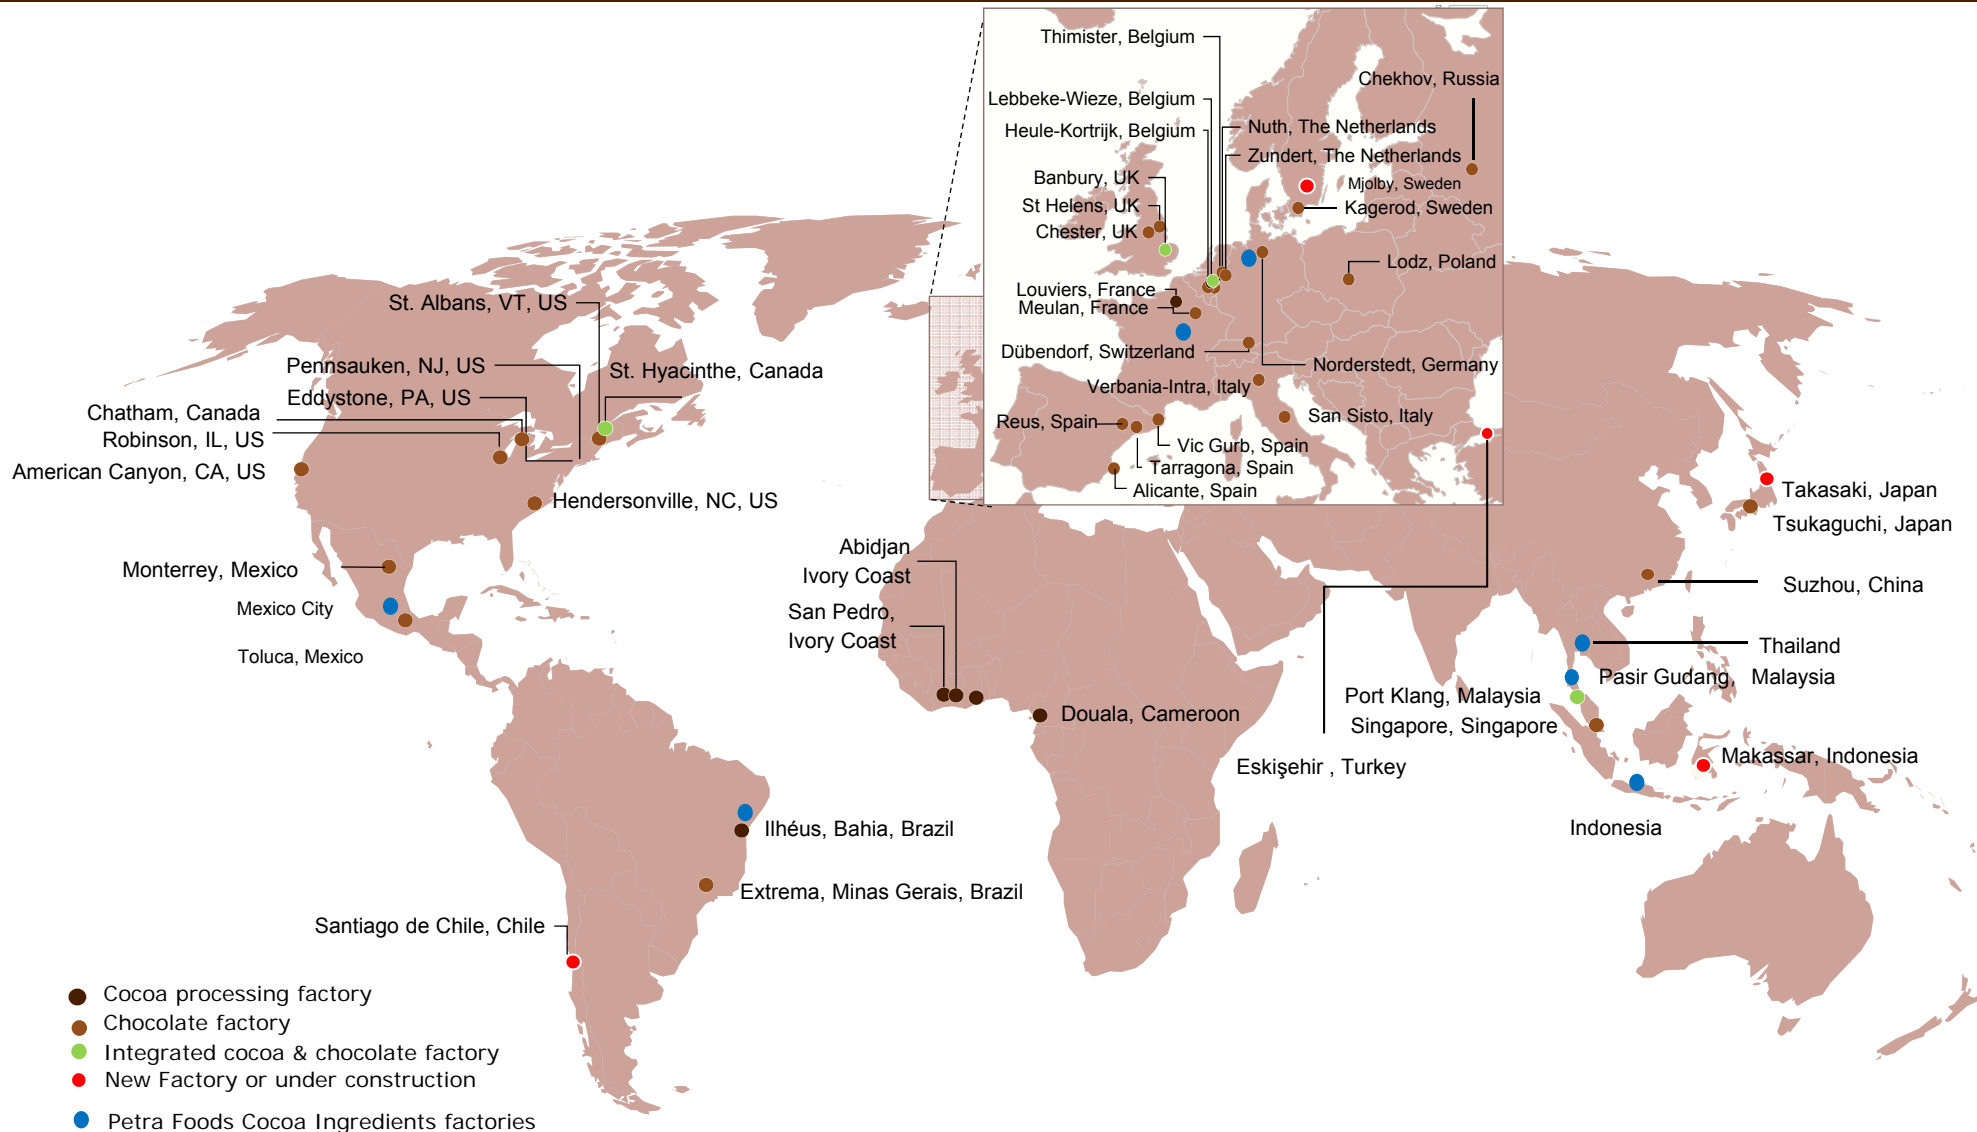 Thimister, Belgium
Chekhov, Russia
Lebbeke-Wieze, Belgium
Heule-Kortrijk, Belgium
Nuth, The Netherlands
Zundert, The Netherlands
Banbury, UK
Mjolby, Sweden
St Helens, UK
Kagerod, Sweden
Chester, UK
Lodz, Poland
Louviers, France
Meulan, France
Dübendorf, Switzerland
Norderstedt, Germany
Verbania-Intra, Italy
San Sisto, Italy
Reus, Spain
Vic Gurb, Spain
Tarragona, Spain
Alicante, Spain
St. Albans, VT, US
Pennsauken, NJ, US
St. Hyacinthe, Canada
Eddystone, PA, US
Chatham, Canada
Robinson, IL, US
American Canyon, CA, US
Hendersonville, NC, US
Monterrey, Mexico
Mexico City
Toluca, Mexico
Abidjan
Ivory Coast
San Pedro,
Ivory Coast
Douala, Cameroon
Takasaki, Japan
Tsukaguchi, Japan
Suzhou, China
Thailand
Pasir Gudang, Malaysia
Port Klang, Malaysia
Singapore, Singapore
Makassar, Indonesia
Eskişehir , Turkey
Indonesia
Ilhéus, Bahia, Brazil
Extrema, Minas Gerais, Brazil
Santiago de Chile, Chile
Cocoa processing factory
Chocolate factory
Integrated cocoa & chocolate factory
New Factory or under construction
Petra Foods Cocoa Ingredients factories